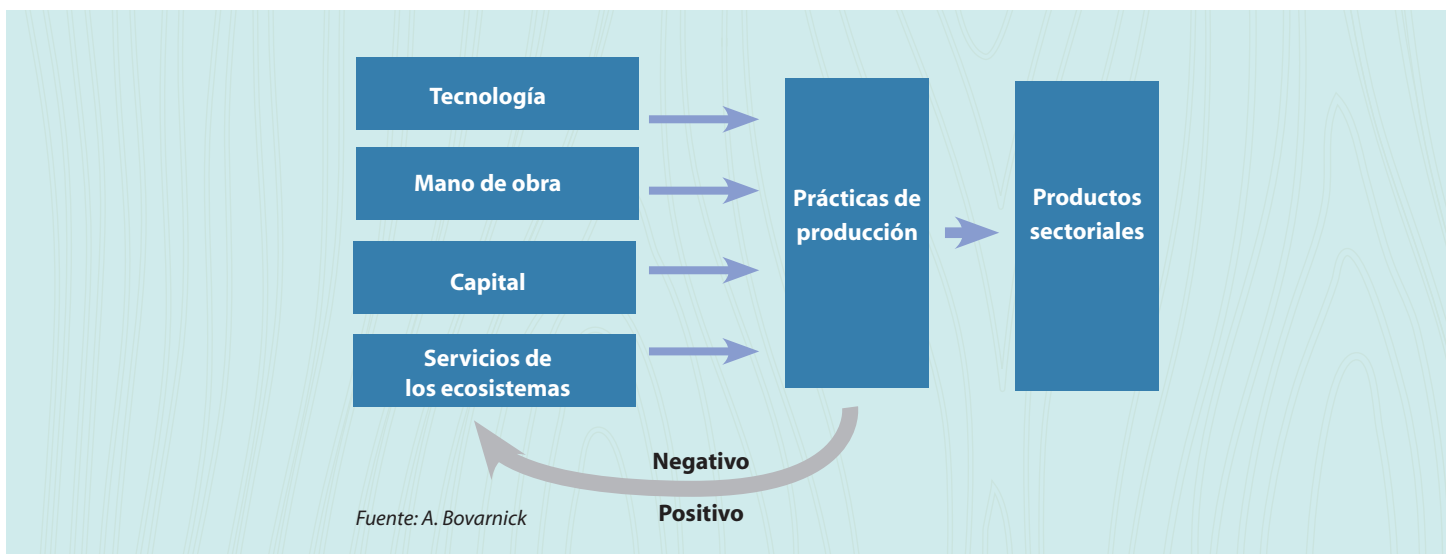 Tecnología
Mano de obra
Capital
Servicios de
los ecosistemas
Prácticas de
producción
Productos
sectoriales
Negativo
Positivo
Fuente: A. Bovarnick